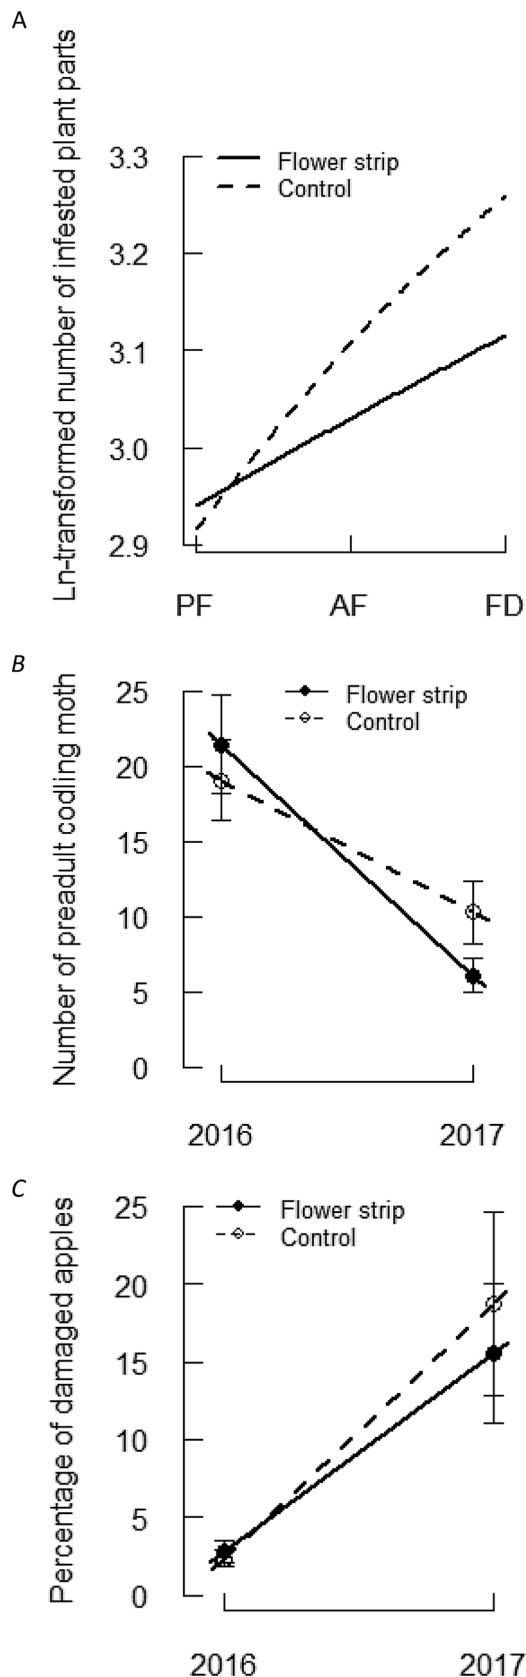 A
Ln-transformed number of infested plant parts
3.3
3.2
3.1
3.0
2.9
Flower strip
Control
PF AF FD
B
Number of preadult codling moth
25
20
15
10
5
0
Flower strip
Control
2016 2017
C
Percentage of damaged apples
25
20
15
10
5
0
Flower strip
Control
2016 2017